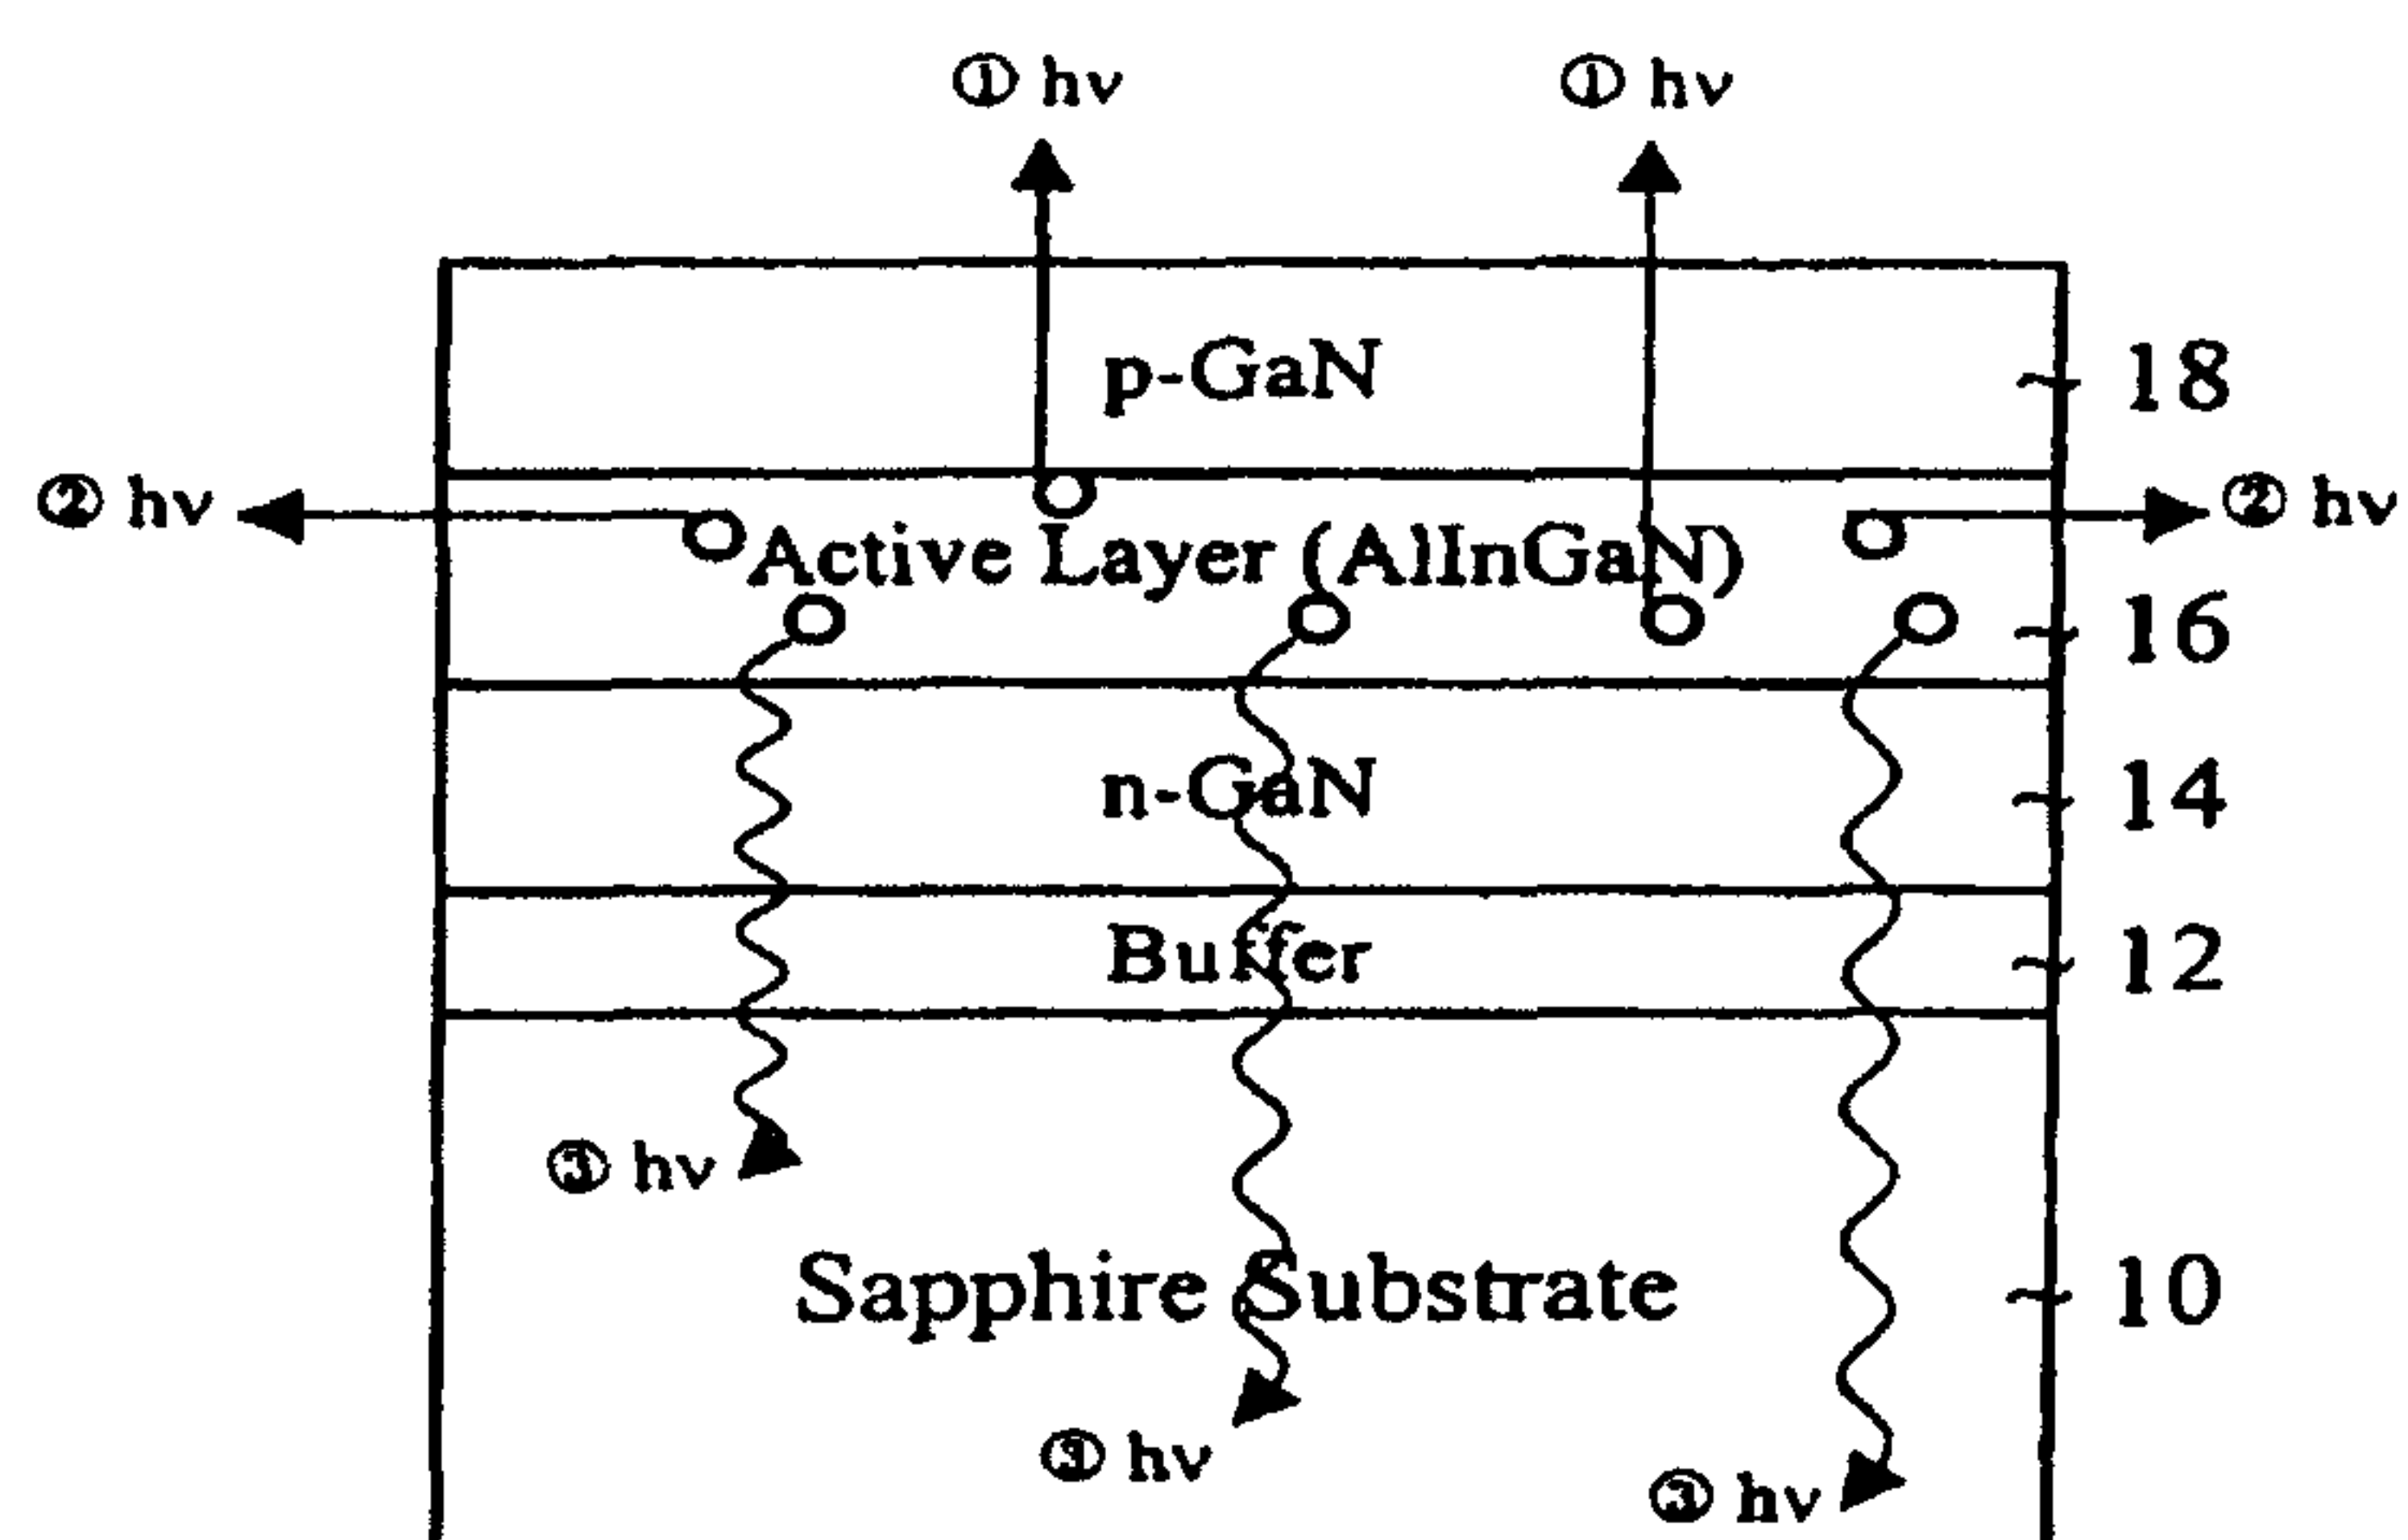 ① hν ① hν
p-GaN 18
② hν ② hν
Active Layer (AlInGaN)
16
n-GaN 14
Buffer 12
③ hν
Sapphire Substrate 10
③ hν
③ hν